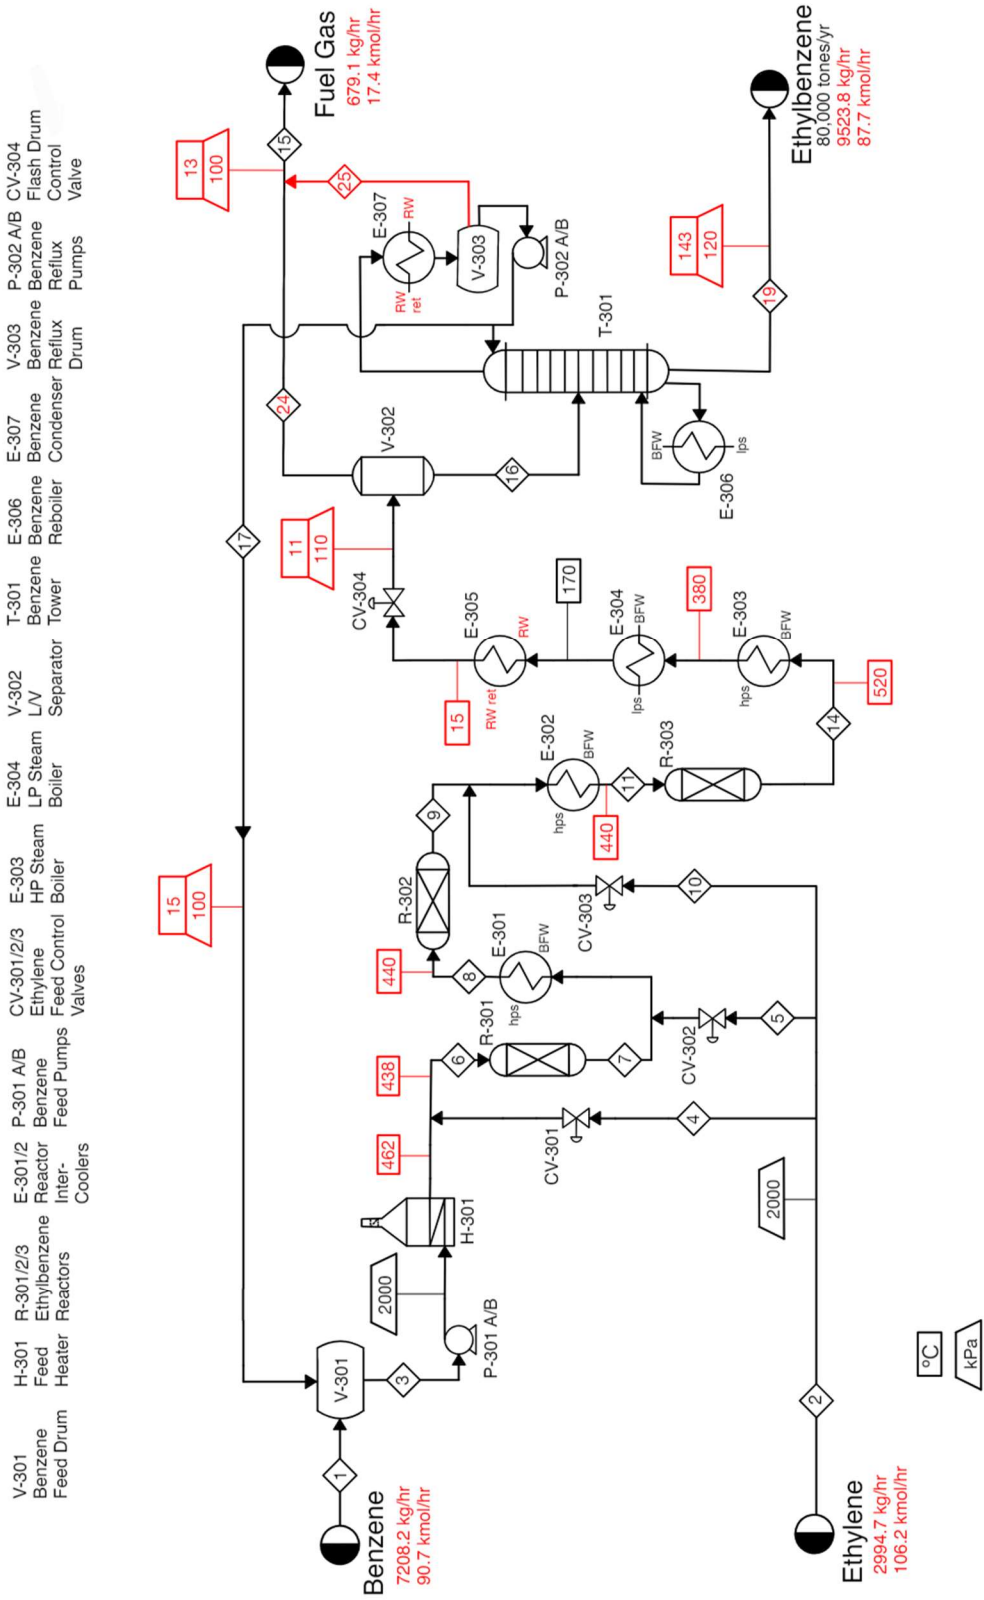 V-301
Benzene
Feed Drum
H-301
Feed
Heater
R-301/2/3
Ethylbenzene
Reactors
E-301/2
Reactor
Inter-
Coolers
P-301 A/B
Benzene
Feed Pumps
CV-301/2/3
Ethylene
Feed Control
Valves
E-303
HP Steam
Boiler
E-304
LP Steam
Boiler
V-302
L/V
Separator
T-301
Benzene
Tower
E-306
Benzene
Reboiler
E-307
Benzene
Condenser
V-303
Benzene
Reflux
Drum
P-302 A/B
Benzene
Reflux
Pumps
CV-304
Flash Drum
Control
Valve
Benzene
7208.2 kg/hr
90.7 kmol/hr
1
V-301
3
P-301 A/B
2000
H-301
462
438
6
R-301
7
CV-301
4
CV-302
5
E-301
hps
BFW
8
440
R-302
9
CV-303
10
E-302
hps
BFW
440
11
R-303
14
520
E-303
hps
BFW
380
E-304
lps
BFW
170
E-305
RW
RW ret
15
CV-304
11
110
V-302
24
16
17
15
100
T-301
E-306
BFW
lps
E-307
RW
RW
ret
V-303
P-302 A/B
25
13
100
15
Fuel Gas
679.1 kg/hr
17.4 kmol/hr
19
143
120
Ethylbenzene
80,000 tones/yr
9523.8 kg/hr
87.7 kmol/hr
2000
2
Ethylene
2994.7 kg/hr
106.2 kmol/hr
ºC
kPa